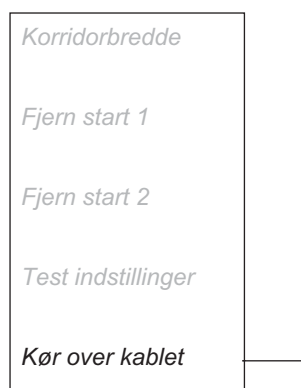 Korridorbredde
Fjern start 1
Fjern start 2
Test indstillinger
Kør over kablet